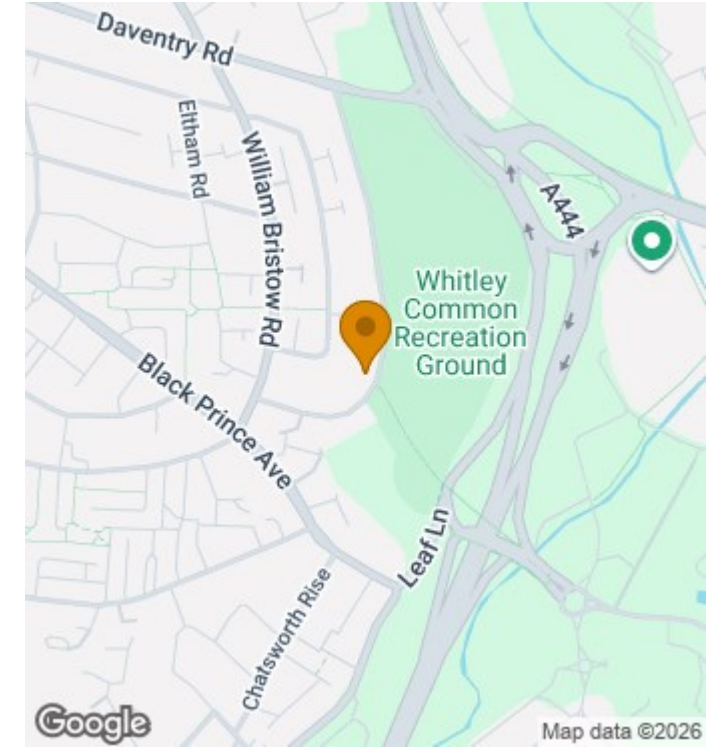 Daventry Rd
Eltham Rd
William Bristow Rd
A444
Whitley
Common
Recreation
Ground
Black Prince Ave
Leaf Ln
Chatsworth Rise
Google
Map data ©2026